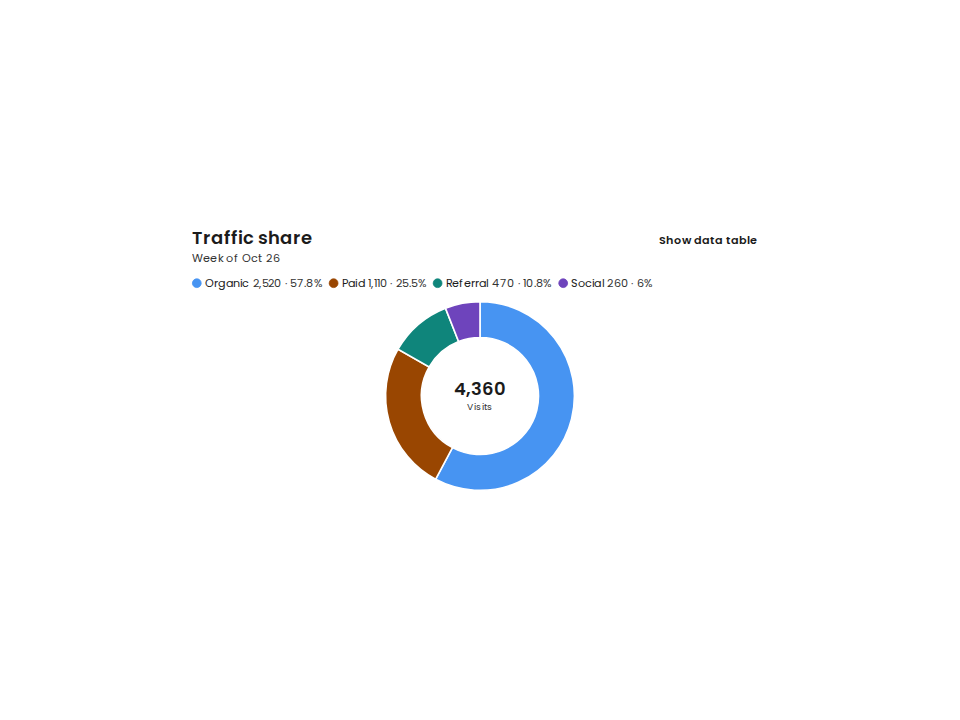 Traffic share
Show data table
Week of Oct 26
Organic 2,520 · 57.8% Paid 1,110 · 25.5% Referral 470 · 10.8% Social 260 · 6%
4,360
Visits